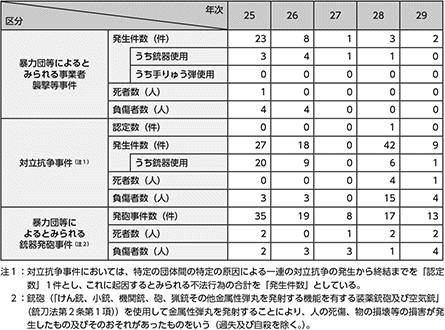 年次
区分 25 26 27 28 29
暴力団等によるとみられる事業者襲撃等事件 発生件数(件) 23 8 1 3 2
うち銃器使用 3 4 1 1 0
うち手りゅう弾使用 0 0 0 0 0
死者数(人) 1 0 0 0 0
負傷者数(人) 4 4 0 0 0
対立抗争事件(注1) 認定数(件) 0 0 0 1 0
発生件数(件) 27 18 0 42 9
うち銃器使用 20 9 0 6 1
死者数(人) 0 0 0 4 1
負傷者数(人) 3 3 0 15 4
暴力団等によるとみられる銃器発砲事件(注2) 発砲事件数(件) 35 19 8 17 13
死者数(人) 2 0 1 2 2
負傷者数(人) 2 3 3 1 4
注1:対立抗争事件においては、特定の団体間の特定の原因による一連の対立抗争の発生から終結までを「認定
数」1件とし、これに起因するとみられる不法行為の合計を「発生件数」としている。
2:銃砲(「けん銃、小銃、機関銃、砲、猟銃その他金属性弾丸を発射する機能を有する装薬銃砲及び空気銃」
(銃刀法第2条第1項))を使用して金属性弾丸を発射することにより、人の死傷、物の損壊等の損害が発
生したもの及びそのおそれがあったものをいう(過失及び自殺を除く。)。